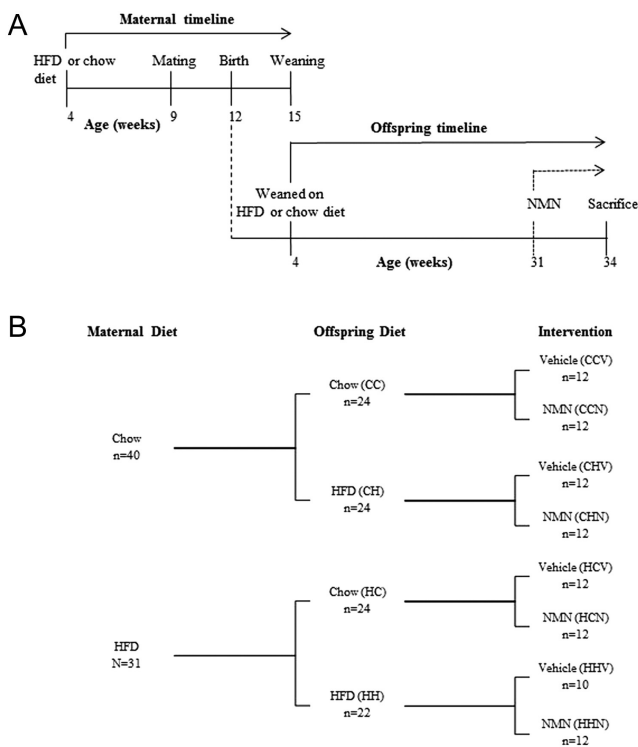 A
Maternal timeline
HFD or chow
diet
Mating
Birth
Weaning
4
9
12
15
Age (weeks)
Offspring timeline
Weaned on
HFD or chow diet
NMN
Sacrifice
4
Age (weeks)
31
34
B
Maternal Diet
Offspring Diet
Intervention
Chow
n=40
Chow (CC)
n=24
Vehicle (CCV)
n=12
NMN (CCN)
n=12
HFD (CH)
n=24
Vehicle (CHV)
n=12
NMN (CHN)
n=12
HFD
N=31
Chow (HC)
n=24
Vehicle (HCV)
n=12
NMN (HCN)
n=12
HFD (HH)
n=22
Vehicle (HHV)
n=10
NMN (HHN)
n=12